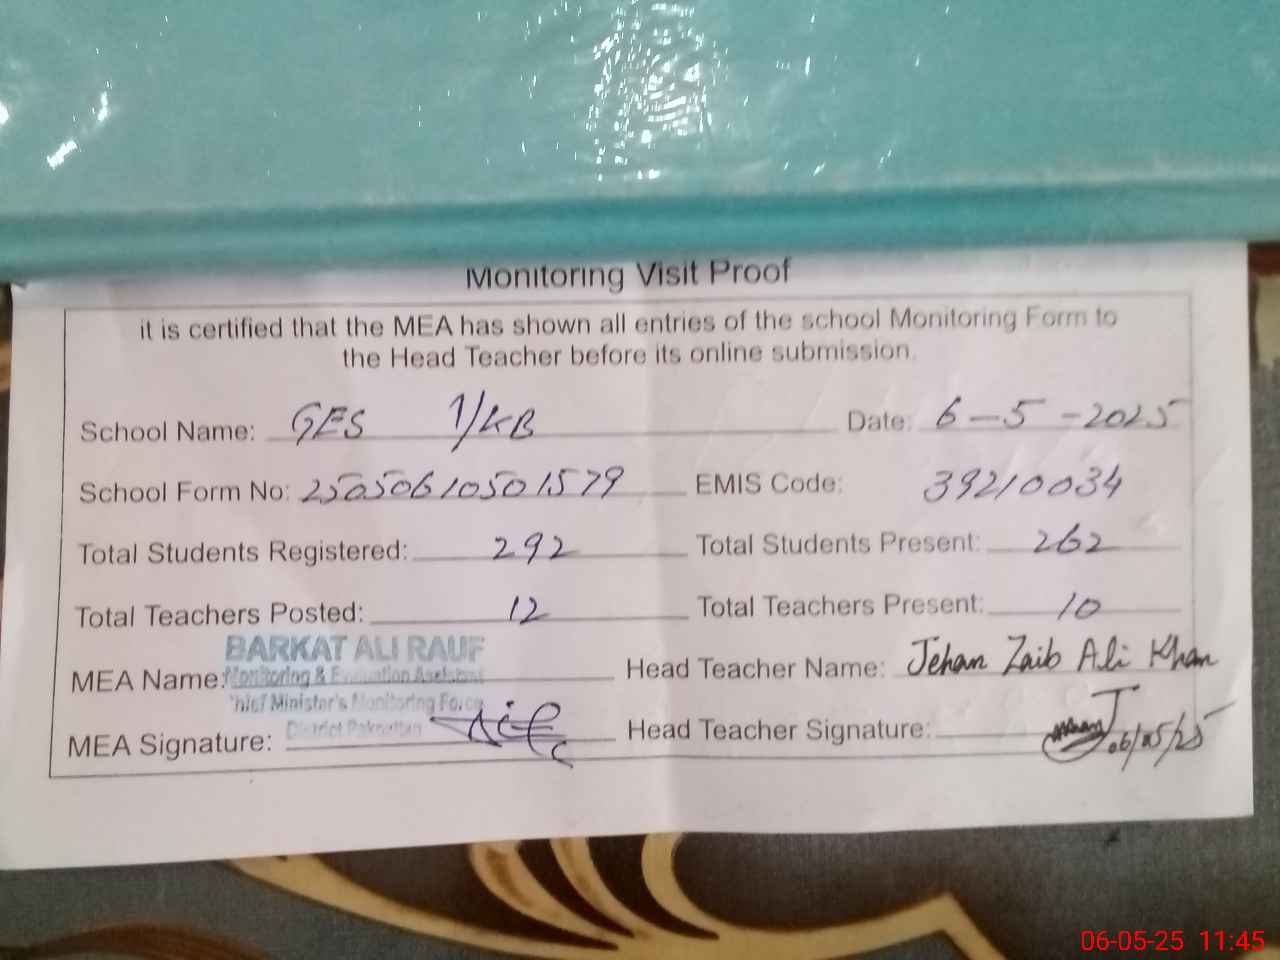 Monitoring Visit Proof
it is certified that the MEA has shown all entries of the school Monitoring Form to
the Head Teacher before its online submission.
School Name: GES 1/KB Date: 6-5-2025
School Form No: 25050610501579 EMIS Code: 39210034
Total Students Registered: 292 Total Students Present: 262
Total Teachers Posted: 12 Total Teachers Present: 10
BARKAT ALI RAUF
MEA Name: Monitoring & Evaluation Assistant Head Teacher Name: Jehan Zaib Ali Khan
Chief Minister's Monitoring Force
District Pakpattan
MEA Signature: Head Teacher Signature: 06/05/25
06-05-25 11:45